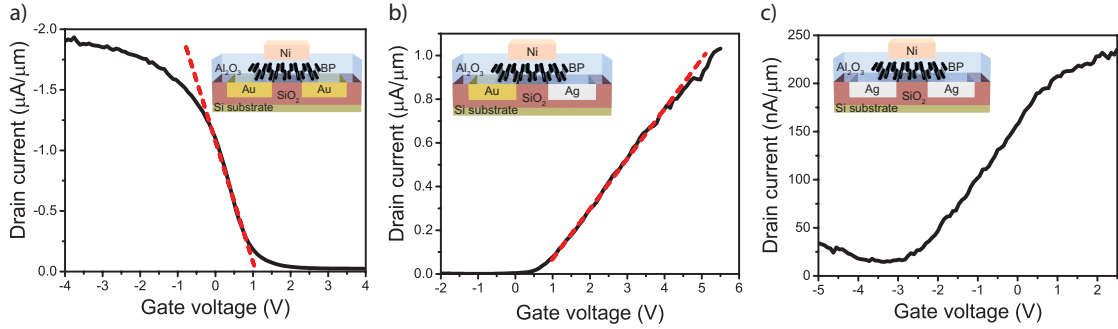 a)
Drain current (μA/μm)
-2.0
-1.5
-1.0
-0.5
0.0
-4 -3 -2 -1 0 1 2 3 4
Gate voltage (V)
Ni
Al2O3
BP
Au
Au
SiO2
Si substrate
b)
Drain current (μA/μm)
1.0
0.8
0.6
0.4
0.2
0.0
-2 -1 0 1 2 3 4 5 6
Gate voltage (V)
Ni
Al2O3
BP
Au
Ag
SiO2
Si substrate
c)
Drain current (nA/μm)
250
200
150
100
50
0
-5 -4 -3 -2 -1 0 1 2
Gate voltage (V)
Ni
Al2O3
BP
Ag
Ag
SiO2
Si substrate